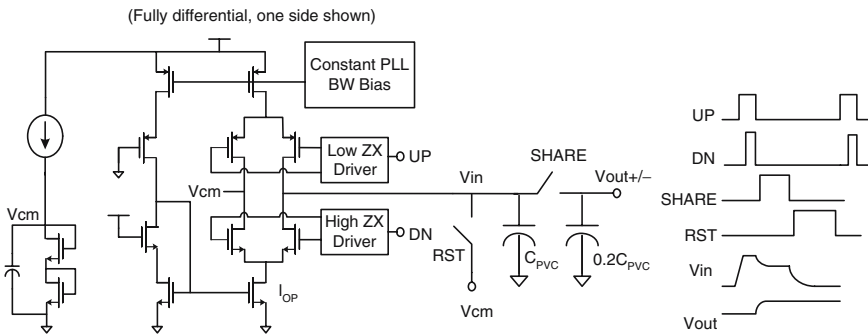 (Fully differential, one side shown)
Constant PLL
BW Bias
Low ZX
Driver
UP
Vcm
Vin
SHARE
Vout+/−
High ZX
Driver
DN
RST
Vcm
C_PVC
0.2C_PVC
Vcm
I_OP
UP
DN
SHARE
RST
Vin
Vout